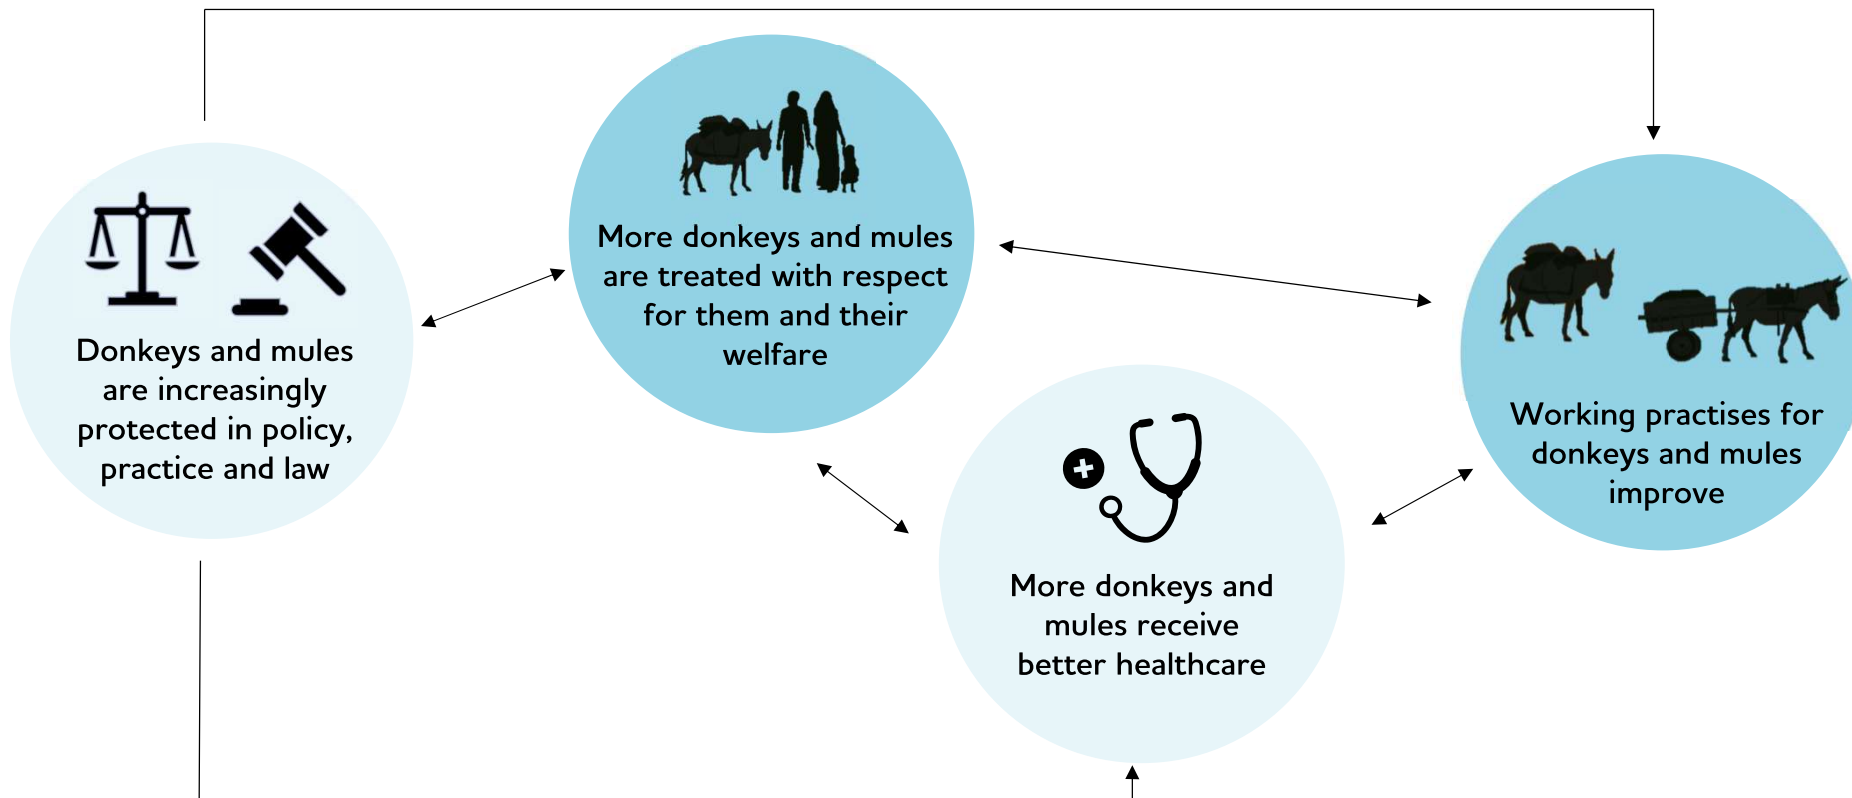 Donkeys and mules
are increasingly
protected in policy,
practice and law
More donkeys and mules
are treated with respect
for them and their
welfare
More donkeys and
mules receive
better healthcare
Working practises for
donkeys and mules
improve